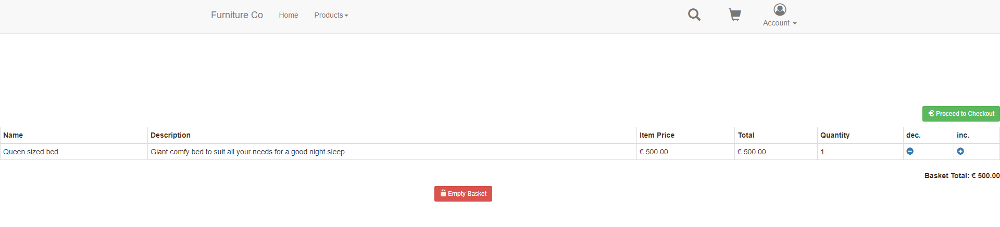 Furniture Co Home Products
Account
€ Proceed to Checkout
Name Description Item Price Total Quantity dec. inc.
Queen sized bed Giant comfy bed to suit all your needs for a good night sleep. € 500.00 € 500.00 1
Basket Total: € 500.00
Empty Basket